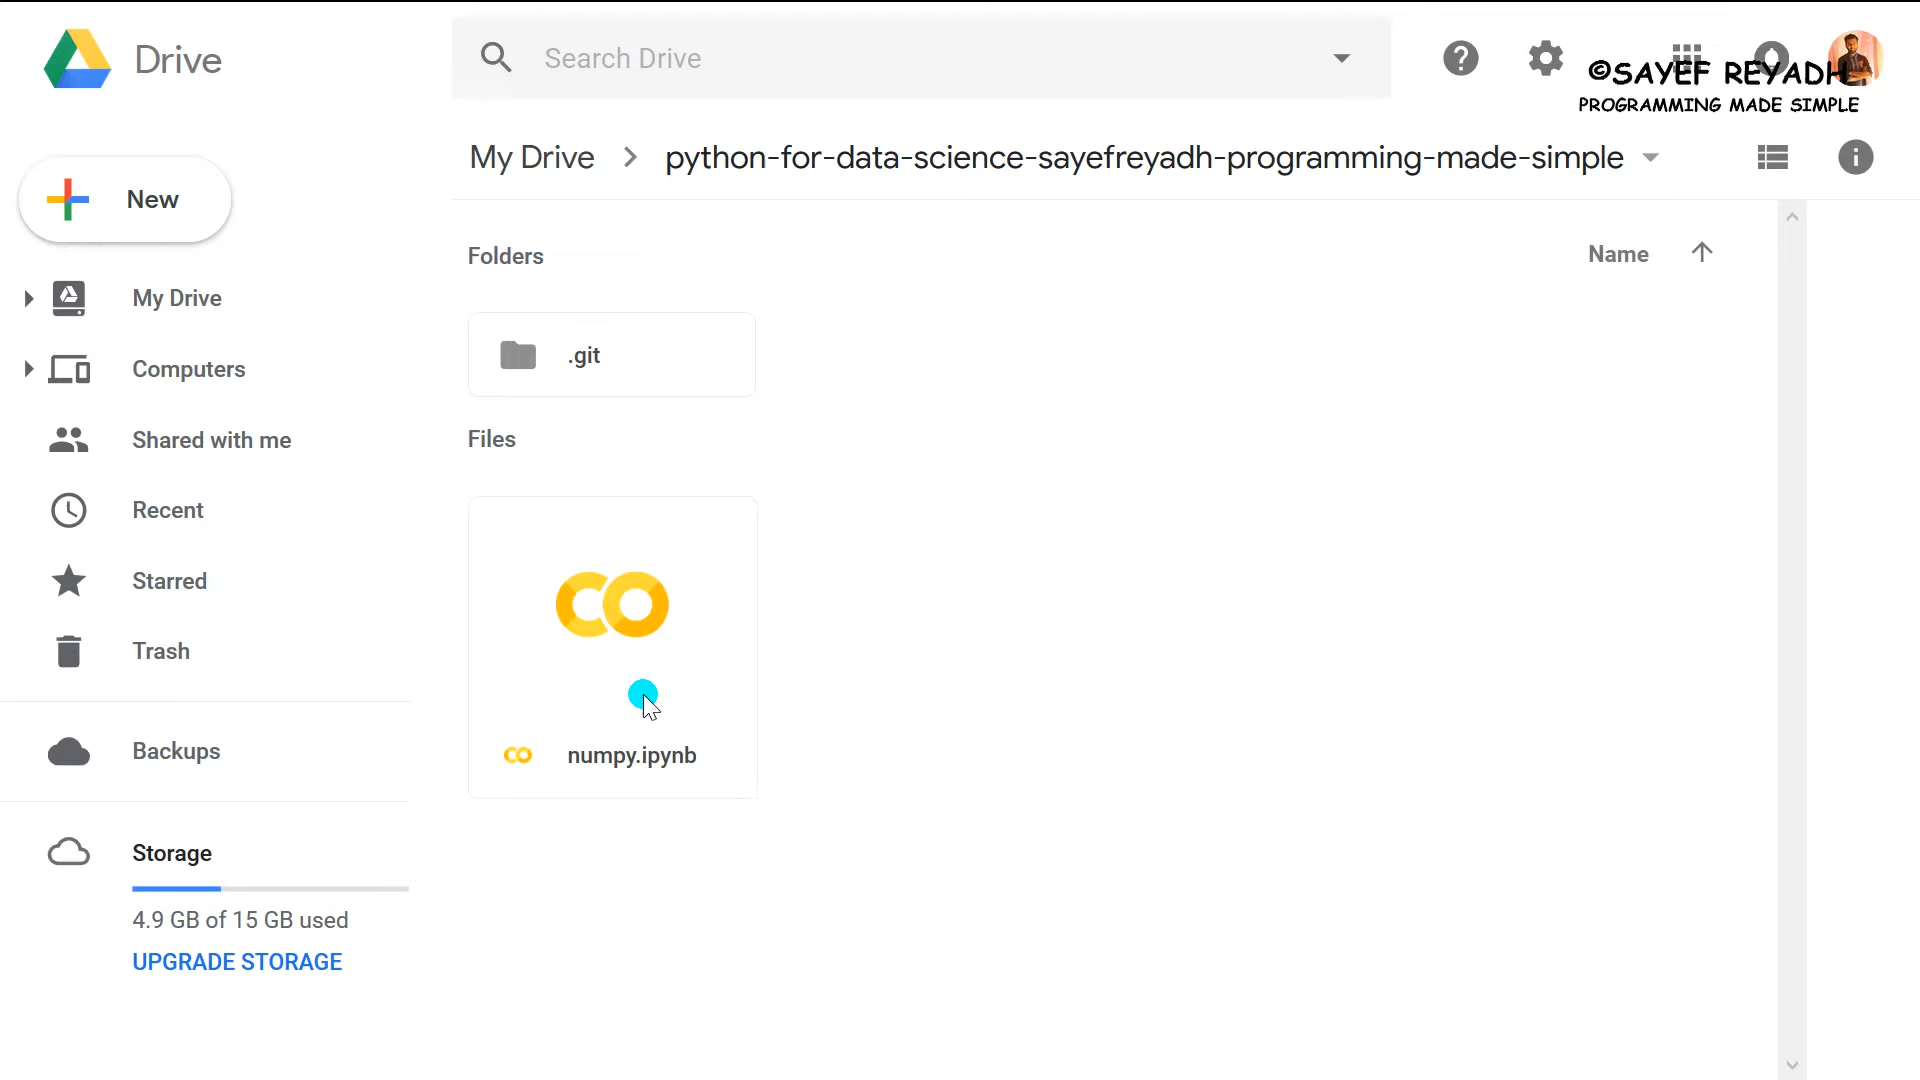 Drive
Search Drive
©SAYEF REYADH
PROGRAMMING MADE SIMPLE
My Drive > python-for-data-science-sayefreyadh-programming-made-simple
New
Folders
Name
My Drive
.git
Computers
Shared with me
Files
Recent
Starred
Trash
numpy.ipynb
Backups
Storage
4.9 GB of 15 GB used
UPGRADE STORAGE